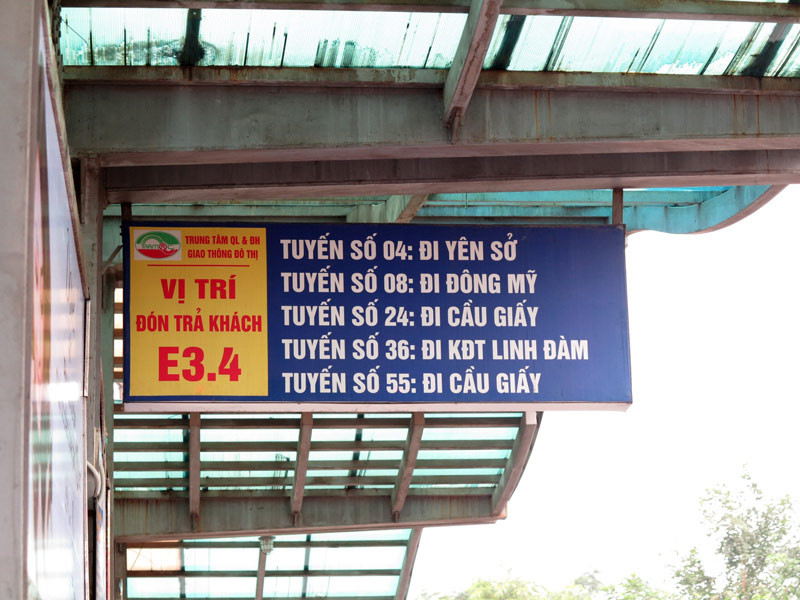 TRUNG TÂM QL & ĐH
GIAO THÔNG ĐÔ THỊ
VỊ TRÍ
ĐÓN TRẢ KHÁCH
E3.4
TUYẾN SỐ 04: ĐI YÊN SỞ
TUYẾN SỐ 08: ĐI ĐÔNG MỸ
TUYẾN SỐ 24: ĐI CẦU GIẤY
TUYẾN SỐ 36: ĐI KĐT LINH ĐÀM
TUYẾN SỐ 55: ĐI CẦU GIẤY